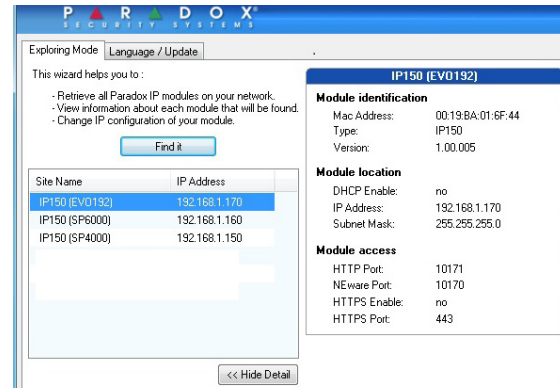 PARADOX®
SECURITY SYSTEMS
Exploring Mode
Language / Update
This wizard helps you to :
- Retrieve all Paradox IP modules on your network.
- View information about each module that will be found.
- Change IP configuration of your module.
Find it
Site Name IP Address
IP150 (EVO192) 192.168.1.170
IP150 (SP6000) 192.168.1.160
IP150 (SP4000) 192.168.1.150
<< Hide Detail
IP150 (EVO192)
Module identification
Mac Address: 00:19:BA:01:6F:44
Type: IP150
Version: 1.00.005
Module location
DHCP Enable: no
IP Address: 192.168.1.170
Subnet Mask: 255.255.255.0
Module access
HTTP Port: 10171
NEware Port: 10170
HTTPS Enable: no
HTTPS Port: 443